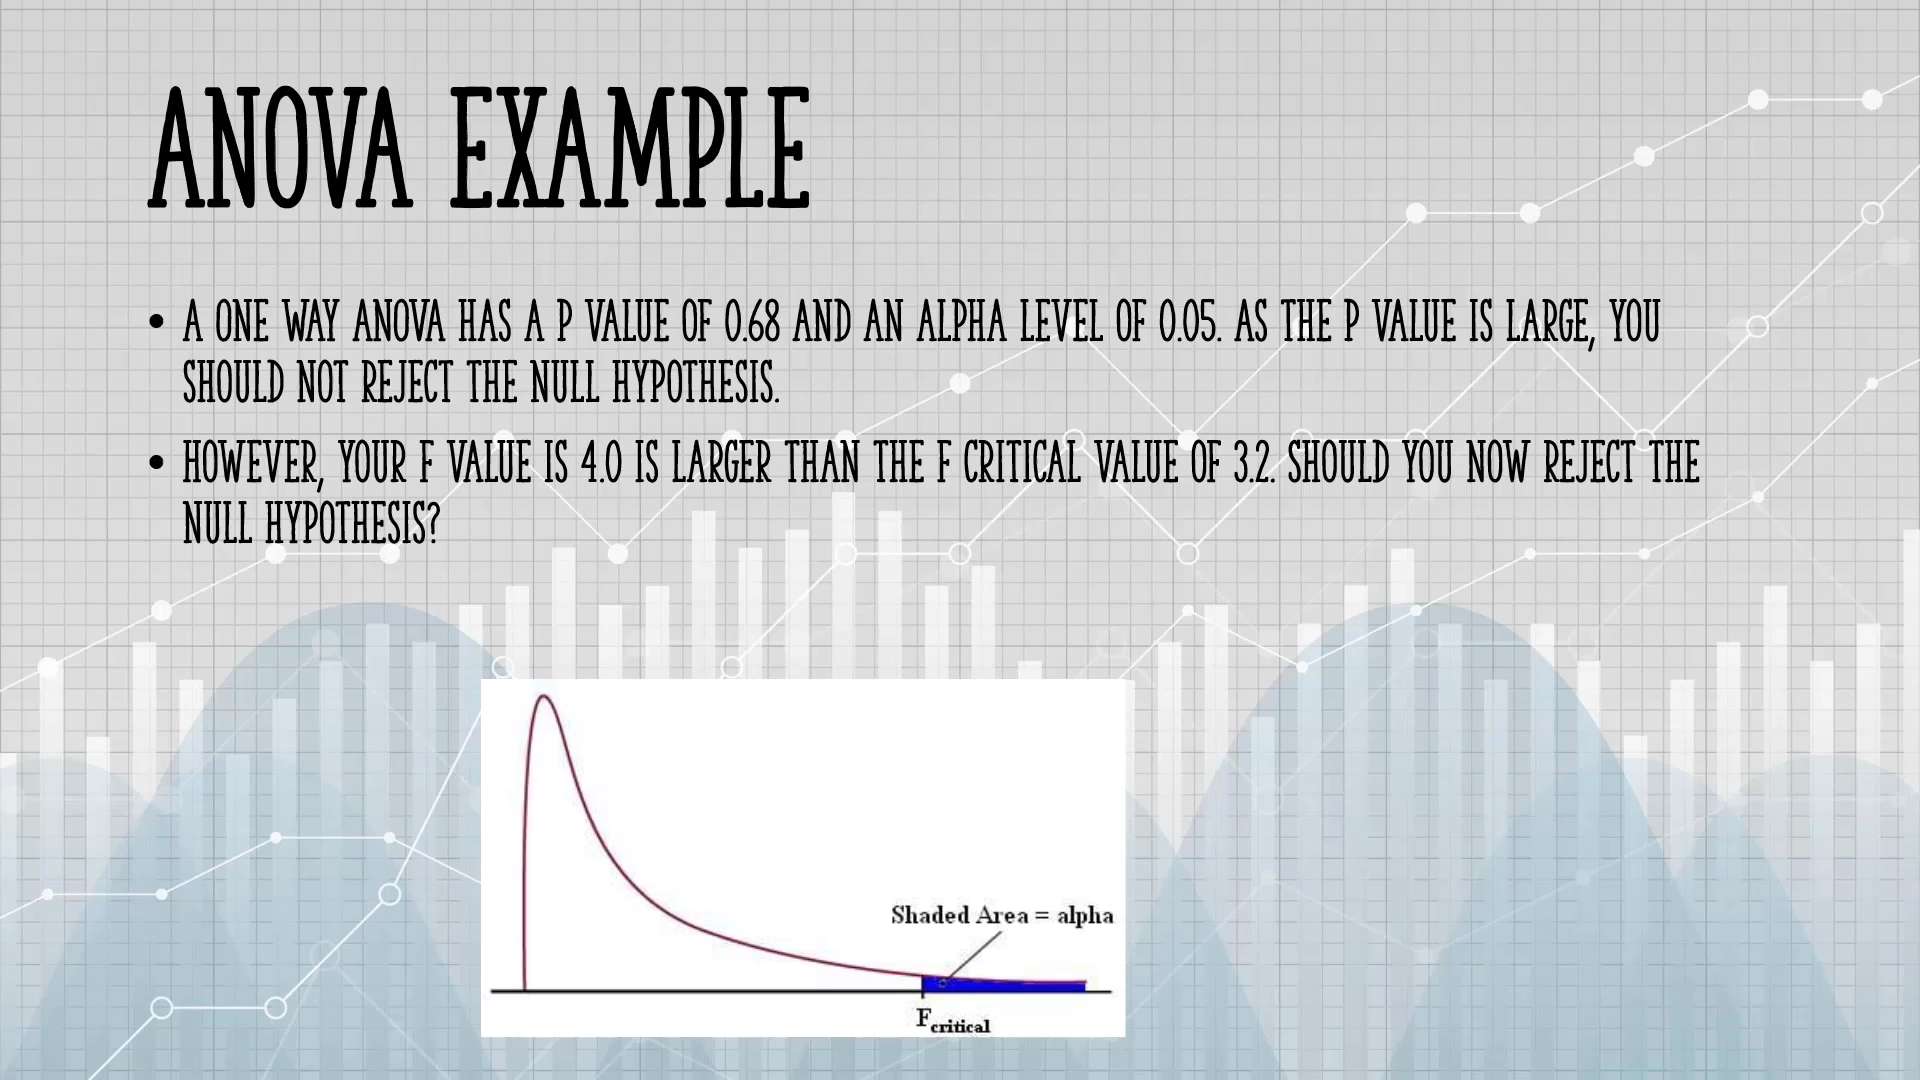 ANOVA EXAMPLE
• A ONE WAY ANOVA HAS A P VALUE OF 0.68 AND AN ALPHA LEVEL OF 0.05. AS THE P VALUE IS LARGE, YOU
SHOULD NOT REJECT THE NULL HYPOTHESIS.
• HOWEVER, YOUR F VALUE IS 4.0 IS LARGER THAN THE F CRITICAL VALUE OF 3.2. SHOULD YOU NOW REJECT THE
NULL HYPOTHESIS?
Shaded Area = alpha
Fcritical